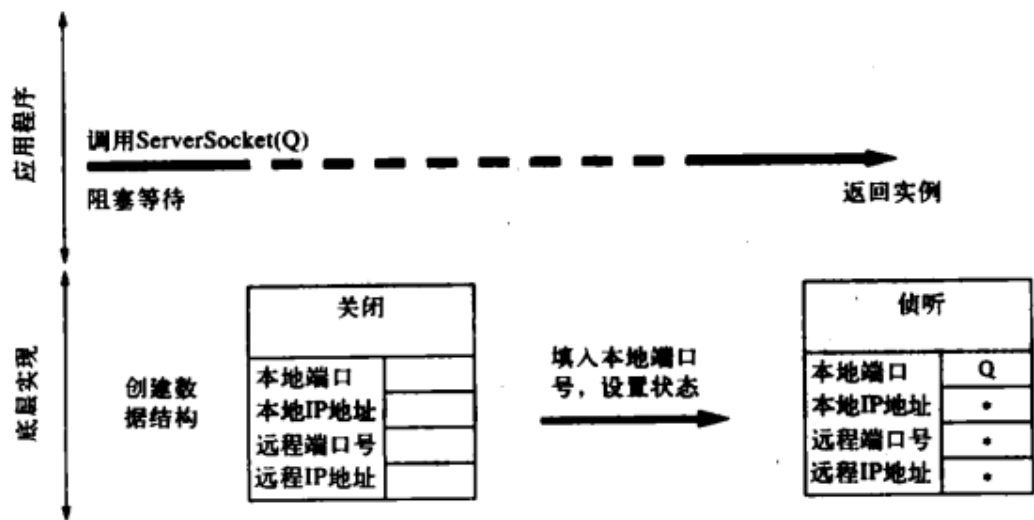 应用程序
调用ServerSocket(Q)
阻塞等待
返回实例
底层实现
创建数
据结构
关闭
本地端口
本地IP地址
远程端口号
远程IP地址
填入本地端口
号，设置状态
侦听
本地端口 Q
本地IP地址 *
远程端口号 *
远程IP地址 *